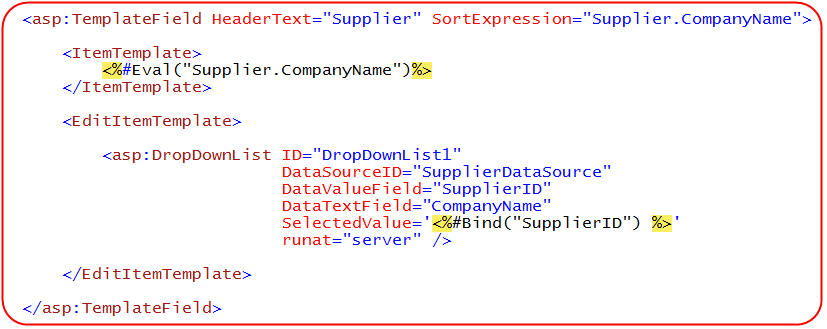 <asp:TemplateField HeaderText="Supplier" SortExpression="Supplier.CompanyName">
<ItemTemplate>
<%#Eval("Supplier.CompanyName")%>
</ItemTemplate>
<EditItemTemplate>
<asp:DropDownList ID="DropDownList1"
DataSourceID="SupplierDataSource"
DataValueField="SupplierID"
DataTextField="CompanyName"
SelectedValue='<%#Bind("SupplierID") %>'
runat="server" />
</EditItemTemplate>
</asp:TemplateField>